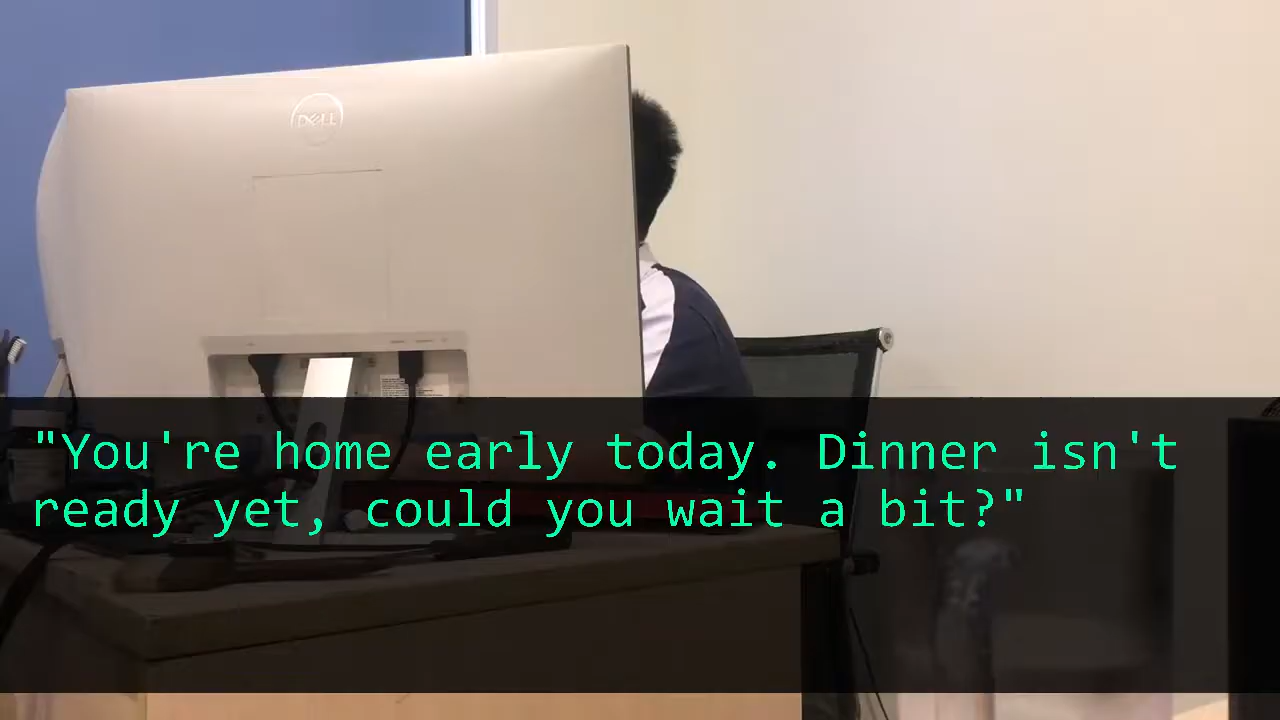 DELL
"You're home early today. Dinner isn't
ready yet, could you wait a bit?"